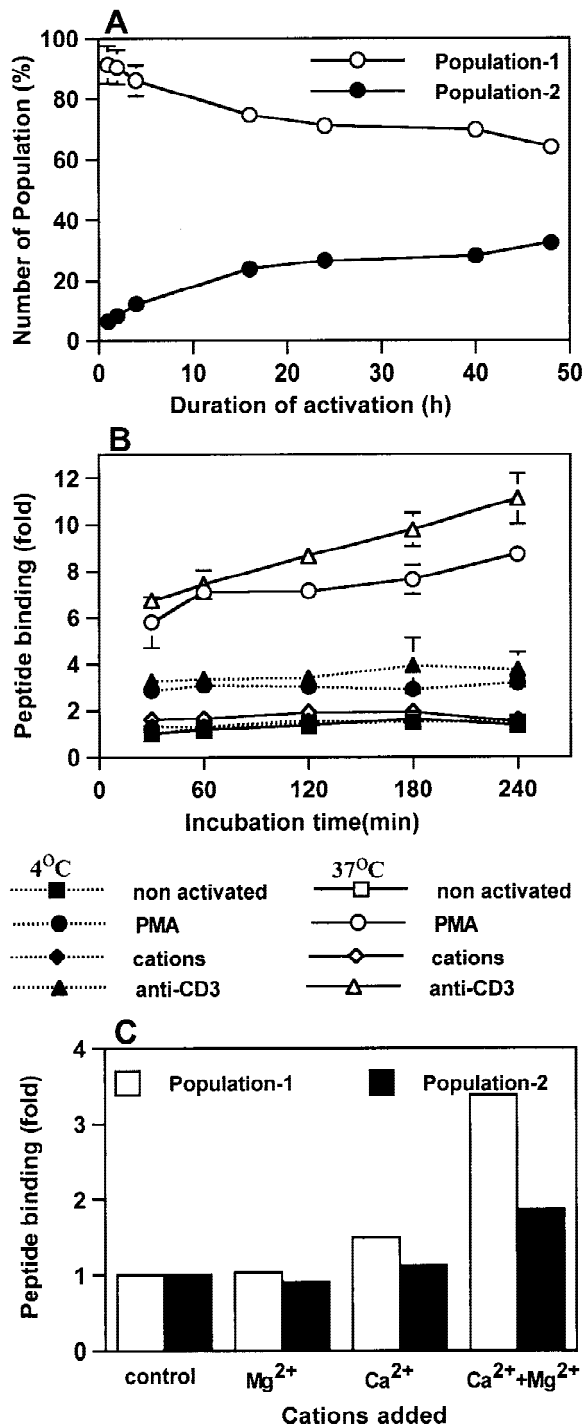 A
100
80
60
40
20
0
Number of Population (%)
Population-1
Population-2
0 10 20 30 40 50
Duration of activation (h)
B
12
10
8
6
4
2
0
Peptide binding (fold)
0 60 120 180 240
Incubation time(min)
4°C 37°C
non activated non activated
PMA PMA
cations cations
anti-CD3 anti-CD3
C
4
3
2
1
0
Peptide binding (fold)
Population-1 Population-2
control Mg2+ Ca2+ Ca2++Mg2+
Cations added